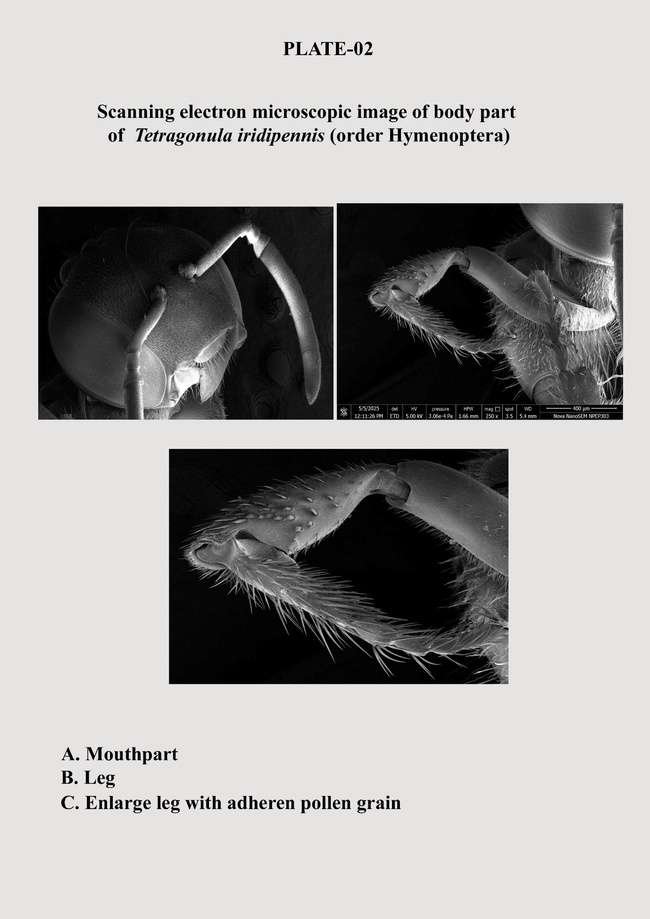 PLATE-02
Scanning electron microscopic image of body part
of Tetragonula iridipennis (order Hymenoptera)
5/5/2025 det HV pressure HFW mag spot WD 400 µm
12:11:26 PM ETD 5.00 kV 3.06e-4 Pa 1.66 mm 250 x 3.5 5.4 mm Nova NanoSEM NPEP303
A. Mouthpart
B. Leg
C. Enlarge leg with adheren pollen grain